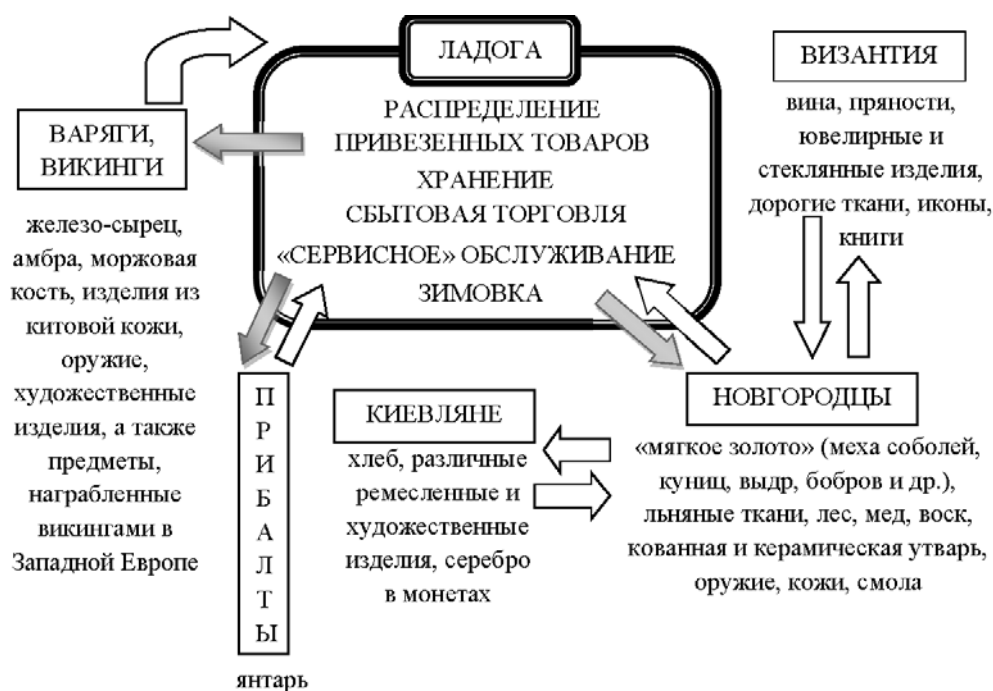 ЛАДОГА
РАСПРЕДЕЛЕНИЕ
ПРИВЕЗЕННЫХ ТОВАРОВ
ХРАНЕНИЕ
СБЫТОВАЯ ТОРГОВЛЯ
«СЕРВИСНОЕ» ОБСЛУЖИВАНИЕ
ЗИМОВКА
ВАРЯГИ,
ВИКИНГИ
железо-сырец,
амбра, моржовая
кость, изделия из
китовой кожи,
оружие,
художественные
изделия, а также
предметы,
награбленные
викингами в
Западной Европе
ВИЗАНТИЯ
вина, пряности,
ювелирные и
стеклянные изделия,
дорогие ткани, иконы,
книги
П
Р
И
Б
А
Л
Т
Ы
янтарь
КИЕВЛЯНЕ
хлеб, различные
ремесленные и
художественные
изделия, серебро
в монетах
НОВГОРОДЦЫ
«мягкое золото» (меха соболей,
куниц, выдр, бобров и др.),
льняные ткани, лес, мед, воск,
кованная и керамическая утварь,
оружие, кожи, смола